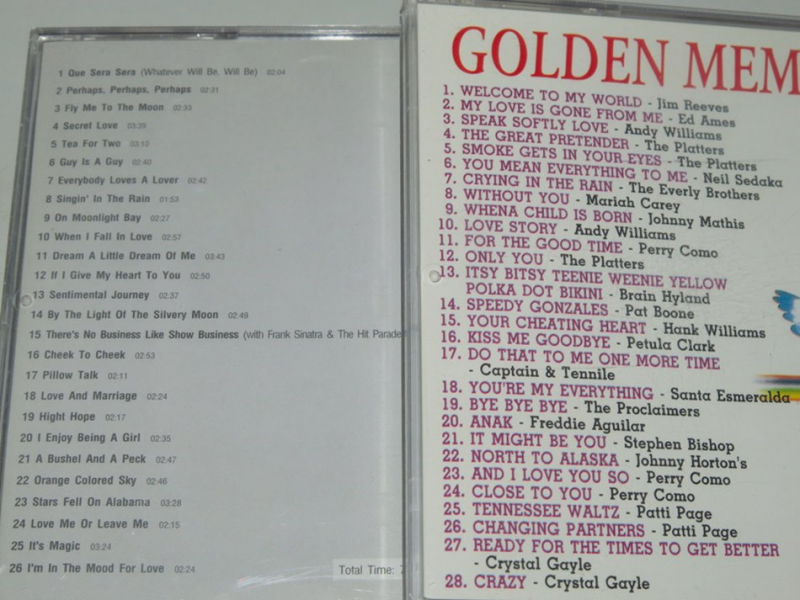 1 Que Sera Sera (Whatever Will Be, Will Be) 02:04
2 Perhaps, Perhaps, Perhaps 02:31
3 Fly Me To The Moon 02:33
4 Secret Love 03:39
5 Tea For Two 03:10
6 Guy Is A Guy 02:40
7 Everybody Loves A Lover 02:42
8 Singin' In The Rain 01:53
9 On Moonlight Bay 02:27
10 When I Fall In Love 02:57
11 Dream A Little Dream Of Me 03:43
12 If I Give My Heart To You 02:50
13 Sentimental Journey 02:37
14 By The Light Of The Silvery Moon 02:49
15 There's No Business Like Show Business (with Frank Sinatra & The Hit Parade
16 Cheek To Cheek 02:53
17 Pillow Talk 02:11
18 Love And Marriage 02:24
19 Hight Hope 02:17
20 I Enjoy Being A Girl 02:35
21 A Bushel And A Peck 02:47
22 Orange Colored Sky 02:46
23 Stars Fell On Alabama 03:28
24 Love Me Or Leave Me 02:15
25 It's Magic 03:24
26 I'm In The Mood For Love 02:24
Total Time: 7
GOLDEN MEM
1. WELCOME TO MY WORLD - Jim Reeves
2. MY LOVE IS GONE FROM ME - Ed Ames
3. SPEAK SOFTLY LOVE - Andy Williams
4. THE GREAT PRETENDER - The Platters
5. SMOKE GETS IN YOUR EYES - The Platters
6. YOU MEAN EVERYTHING TO ME - Neil Sedaka
7. CRYING IN THE RAIN - The Everly Brothers
8. WITHOUT YOU - Mariah Carey
9. WHENA CHILD IS BORN - Johnny Mathis
10. LOVE STORY - Andy Williams
11. FOR THE GOOD TIME - Perry Como
12. ONLY YOU - The Platters
13. ITSY BITSY TEENIE WEENIE YELLOW
POLKA DOT BIKINI - Brain Hyland
14. SPEEDY GONZALES - Pat Boone
15. YOUR CHEATING HEART - Hank Williams
16. KISS ME GOODBYE - Petula Clark
17. DO THAT TO ME ONE MORE TIME
- Captain & Tennile
18. YOU'RE MY EVERYTHING - Santa Esmeralda
19. BYE BYE BYE - The Proclaimers
20. ANAK - Freddie Aguilar
21. IT MIGHT BE YOU - Stephen Bishop
22. NORTH TO ALASKA - Johnny Horton's
23. AND I LOVE YOU SO - Perry Como
24. CLOSE TO YOU - Perry Como
25. TENNESSEE WALTZ - Patti Page
26. CHANGING PARTNERS - Patti Page
27. READY FOR THE TIMES TO GET BETTER
- Crystal Gayle
28. CRAZY - Crystal Gayle